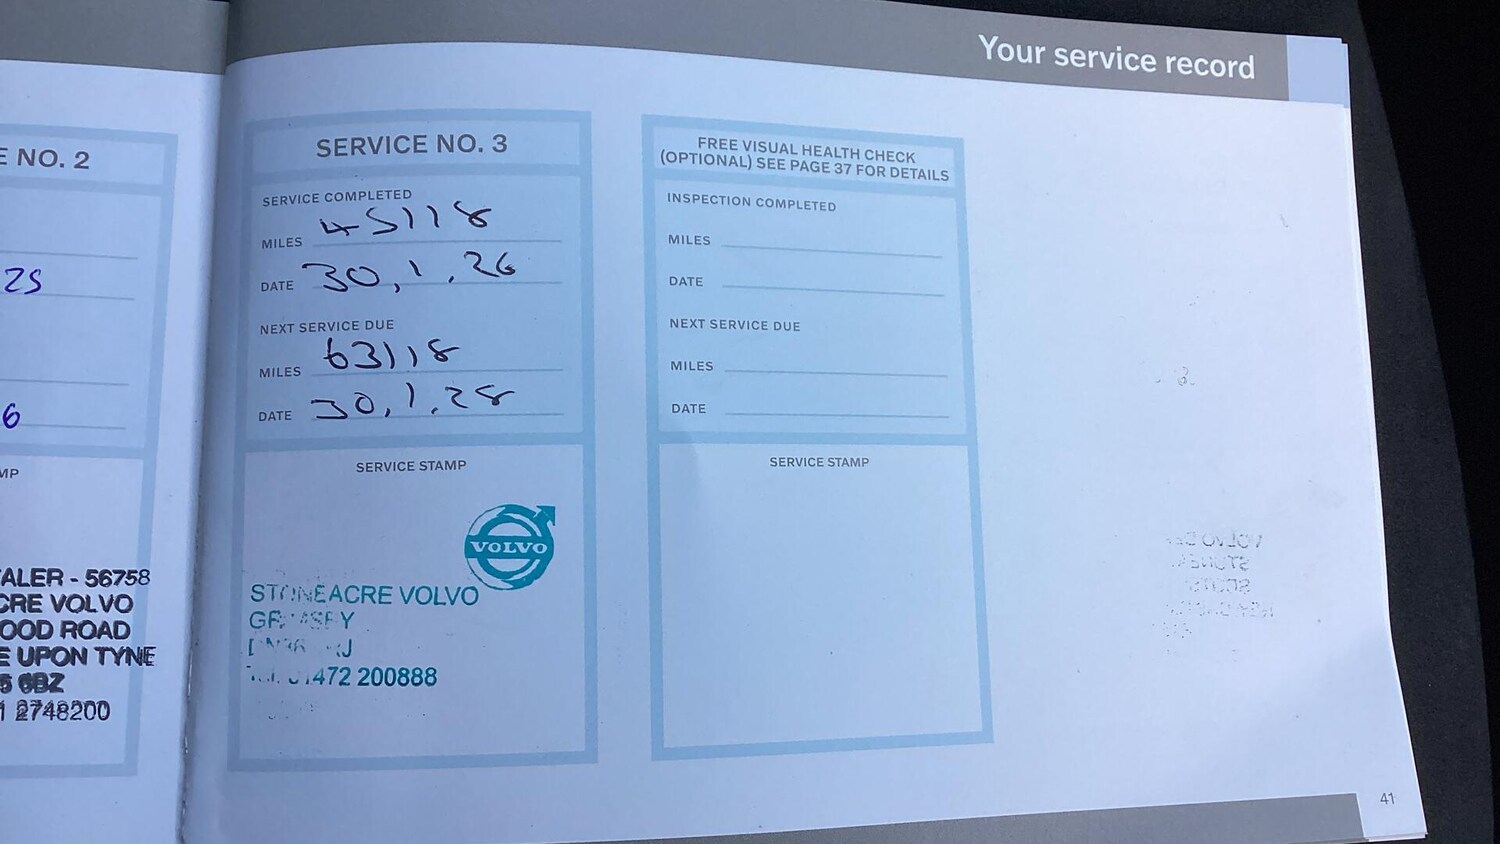 Your service record
E NO. 2
25
6
MP
ALER - 56758
CRE VOLVO
OOD ROAD
E UPON TYNE
5 6BZ
1 2748200
SERVICE NO. 3
SERVICE COMPLETED
MILES 45118
DATE 30,1,26
NEXT SERVICE DUE
MILES 63118
DATE 30,1,28
SERVICE STAMP
VOLVO
STONEACRE VOLVO
GRIMSBY
01472 200888
FREE VISUAL HEALTH CHECK
(OPTIONAL) SEE PAGE 37 FOR DETAILS
INSPECTION COMPLETED
MILES
DATE
NEXT SERVICE DUE
MILES
DATE
SERVICE STAMP
41